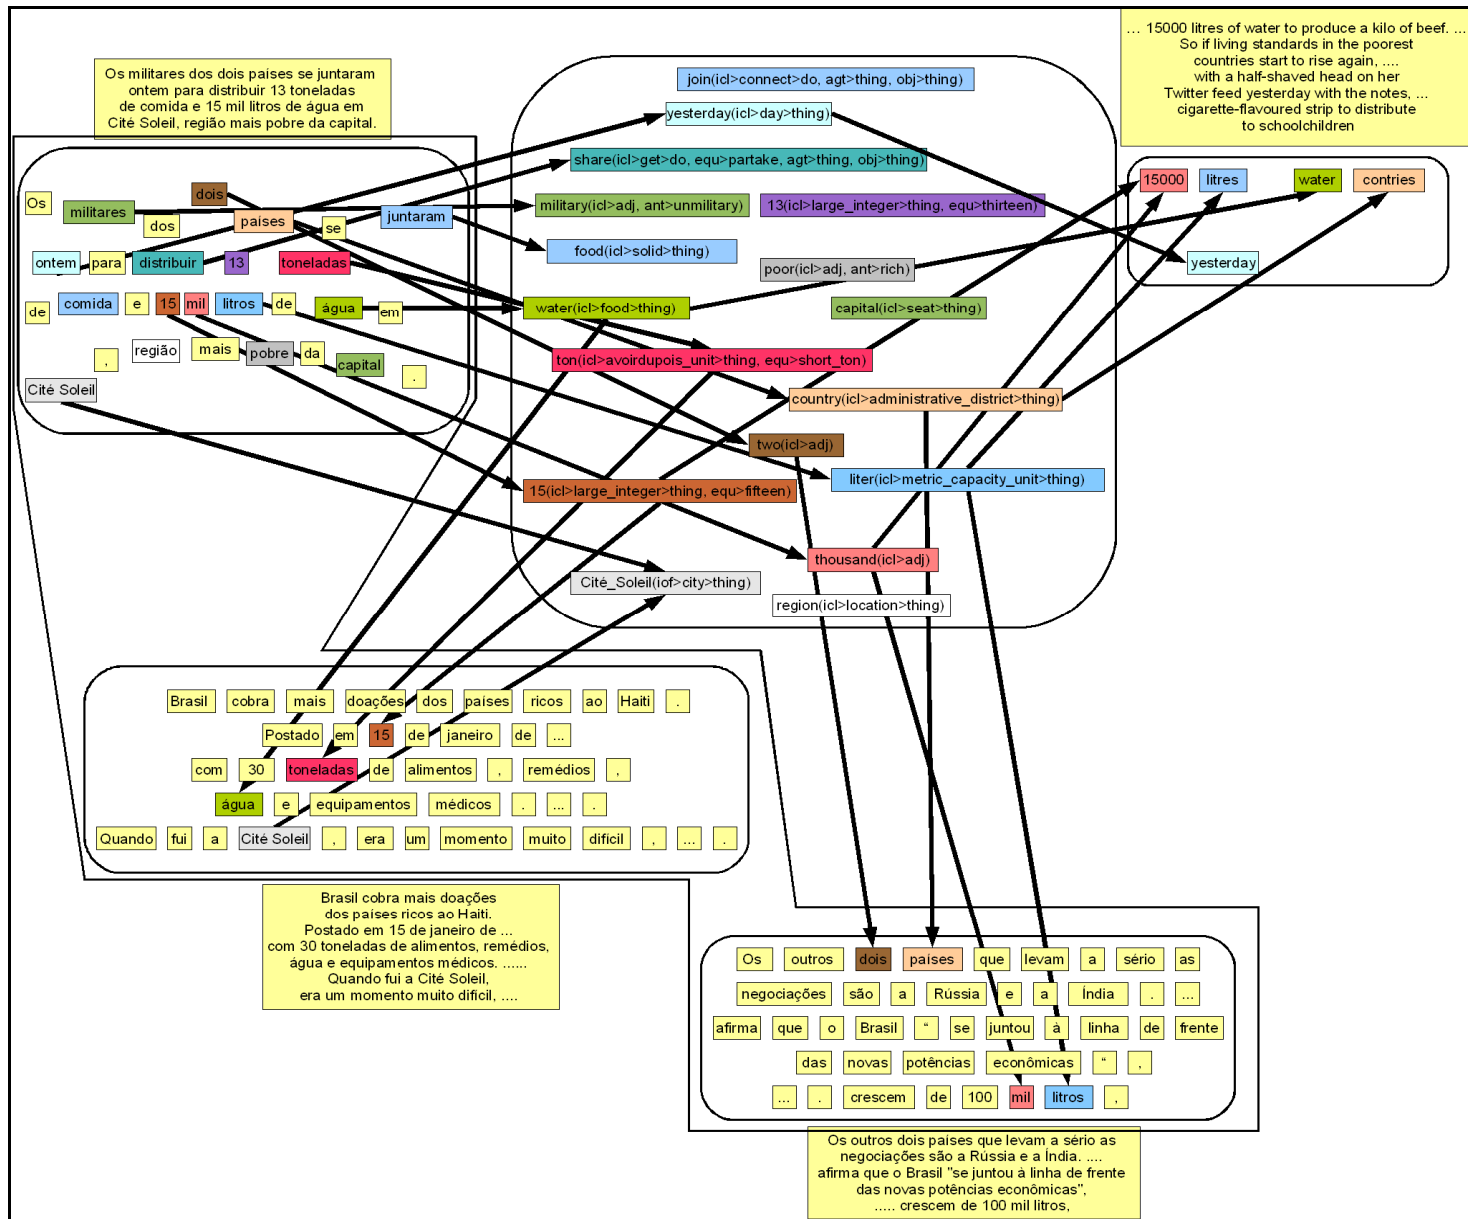 Os militares dos dois países se juntaram
ontem para distribuir 13 toneladas
de comida e 15 mil litros de água em
Cité Soleil, região mais pobre da capital.
... 15000 litres of water to produce a kilo of beef. ...
So if living standards in the poorest
countries start to rise again, ....
with a half-shaved head on her
Twitter feed yesterday with the notes, ...
cigarette-flavoured strip to distribute
to schoolchildren
Os militares dos dois países se juntaram
ontem para distribuir 13 toneladas
de comida e 15 mil litros de água em
, região mais pobre da capital .
Cité Soleil
join(icl>connect>do, agt>thing, obj>thing)
yesterday(icl>day>thing)
share(icl>get>do, equ>partake, agt>thing, obj>thing)
military(icl>adj, ant>unmilitary) 13(icl>large_integer>thing, equ>thirteen)
food(icl>solid>thing)
poor(icl>adj, ant>rich)
water(icl>food>thing) capital(icl>seat>thing)
ton(icl>avoirdupois_unit>thing, equ>short_ton)
country(icl>administrative_district>thing)
two(icl>adj)
liter(icl>metric_capacity_unit>thing)
15(icl>large_integer>thing, equ>fifteen)
thousand(icl>adj)
Cité_Soleil(iof>city>thing)
region(icl>location>thing)
15000 litres water contries
yesterday
Brasil cobra mais doações dos países ricos ao Haiti .
Postado em 15 de janeiro de ...
com 30 toneladas de alimentos , remédios ,
água e equipamentos médicos . ... .
Quando fui a Cité Soleil , era um momento muito difícil , ... .
Brasil cobra mais doações
dos países ricos ao Haiti.
Postado em 15 de janeiro de ...
com 30 toneladas de alimentos, remédios,
água e equipamentos médicos. ......
Quando fui a Cité Soleil,
era um momento muito difícil, ....
Os outros dois países que levam a sério as
negociações são a Rússia e a Índia . ...
afirma que o Brasil “ se juntou à linha de frente
das novas potências econômicas “ ,
... . crescem de 100 mil litros ,
Os outros dois países que levam a sério as
negociações são a Rússia e a Índia. ....
afirma que o Brasil "se juntou à linha de frente
das novas potências econômicas",
..... crescem de 100 mil litros,